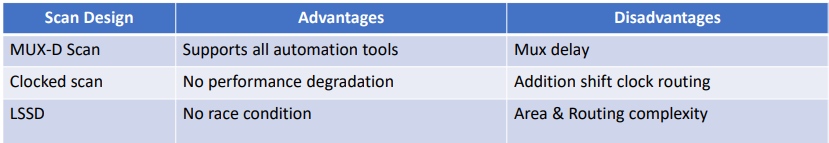 Scan Design Advantages Disadvantages
MUX-D Scan Supports all automation tools Mux delay
Clocked scan No performance degradation Addition shift clock routing
LSSD No race condition Area & Routing complexity